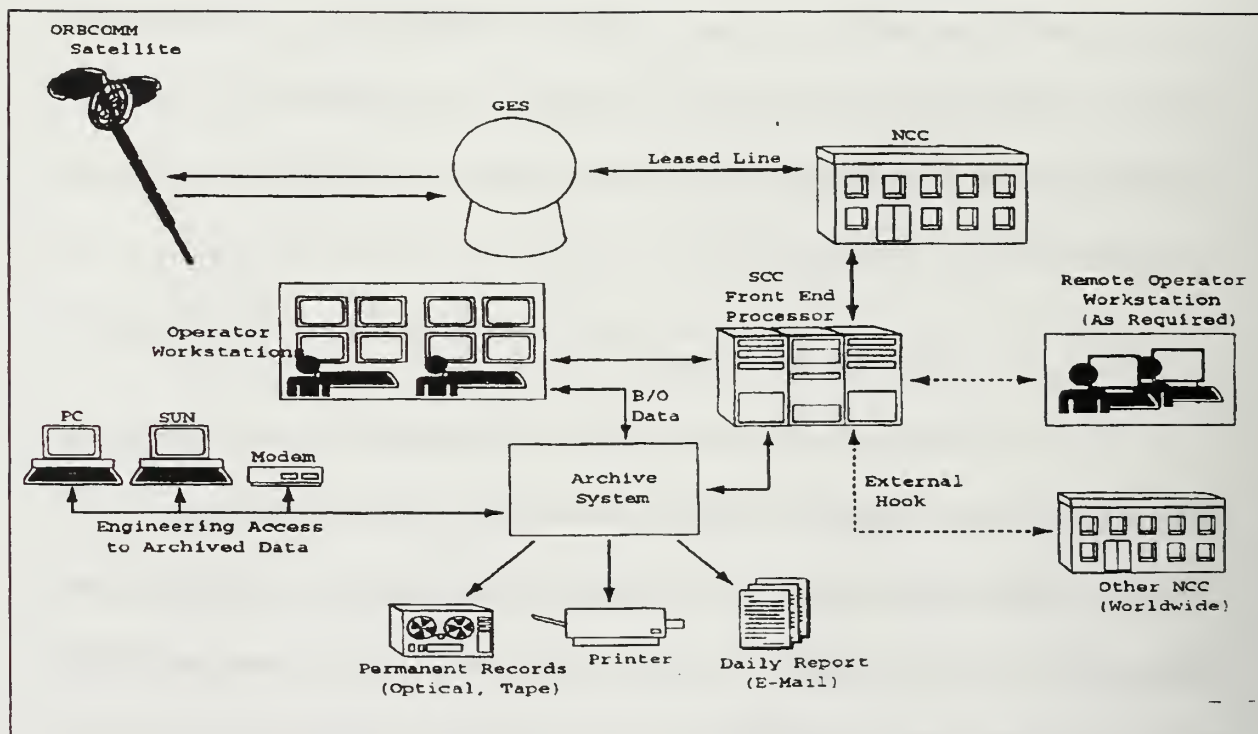 ORBCOMM
Satellite
GES
NCC
Leased Line
SCC
Front End
Processor
Remote Operator
Workstation
(As Required)
Operator
Workstations
B/O
Data
PC
SUN
Modem
Archive
System
External
Hook
Engineering Access
to Archived Data
Other NCC
(Worldwide)
Permanent Records
(Optical, Tape)
Printer
Daily Report
(E-Mail)